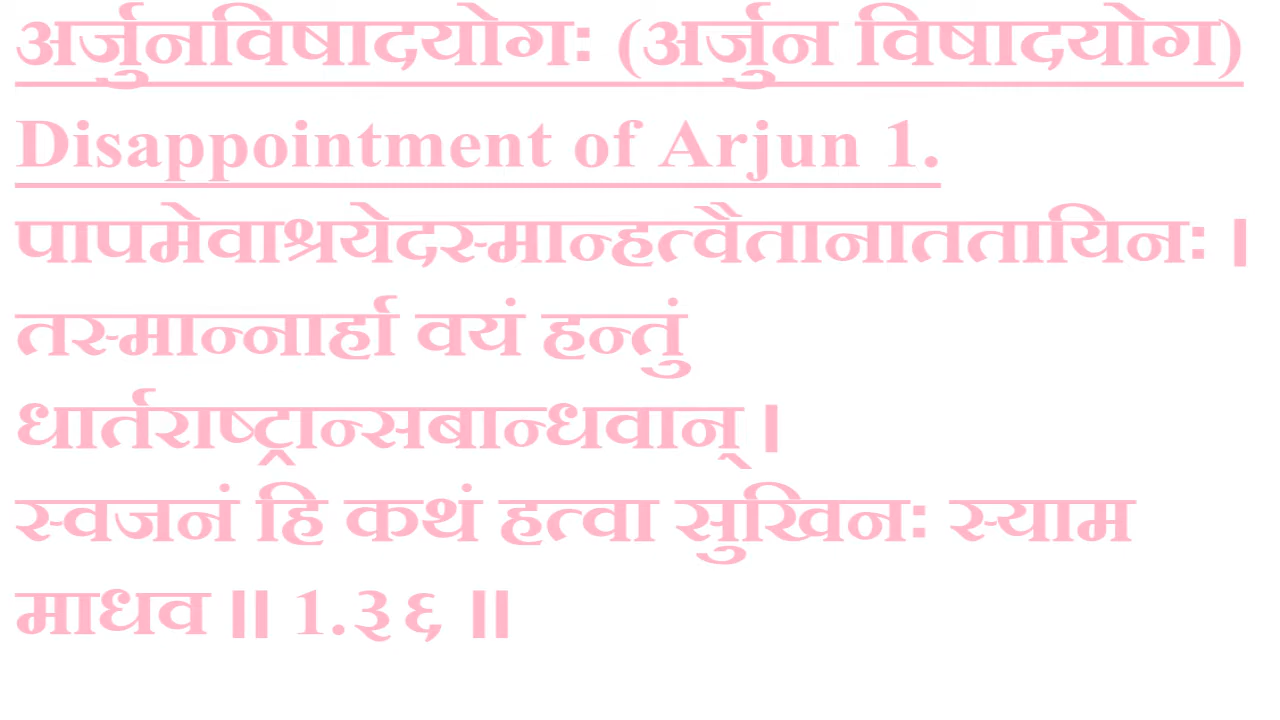 अर्जुनविषादयोगः (अर्जुन विषादयोग)
Disappointment of Arjun 1.
पापमेवाश्रयेदस्मान्हत्वैतानाततायिनः ।
तस्मान्नार्हा वयं हन्तुं
धार्तराष्ट्रान्सबान्धवान् ।
स्वजनं हि कथं हत्वा सुखिनः स्याम
माधव ॥ 1.३६ ॥